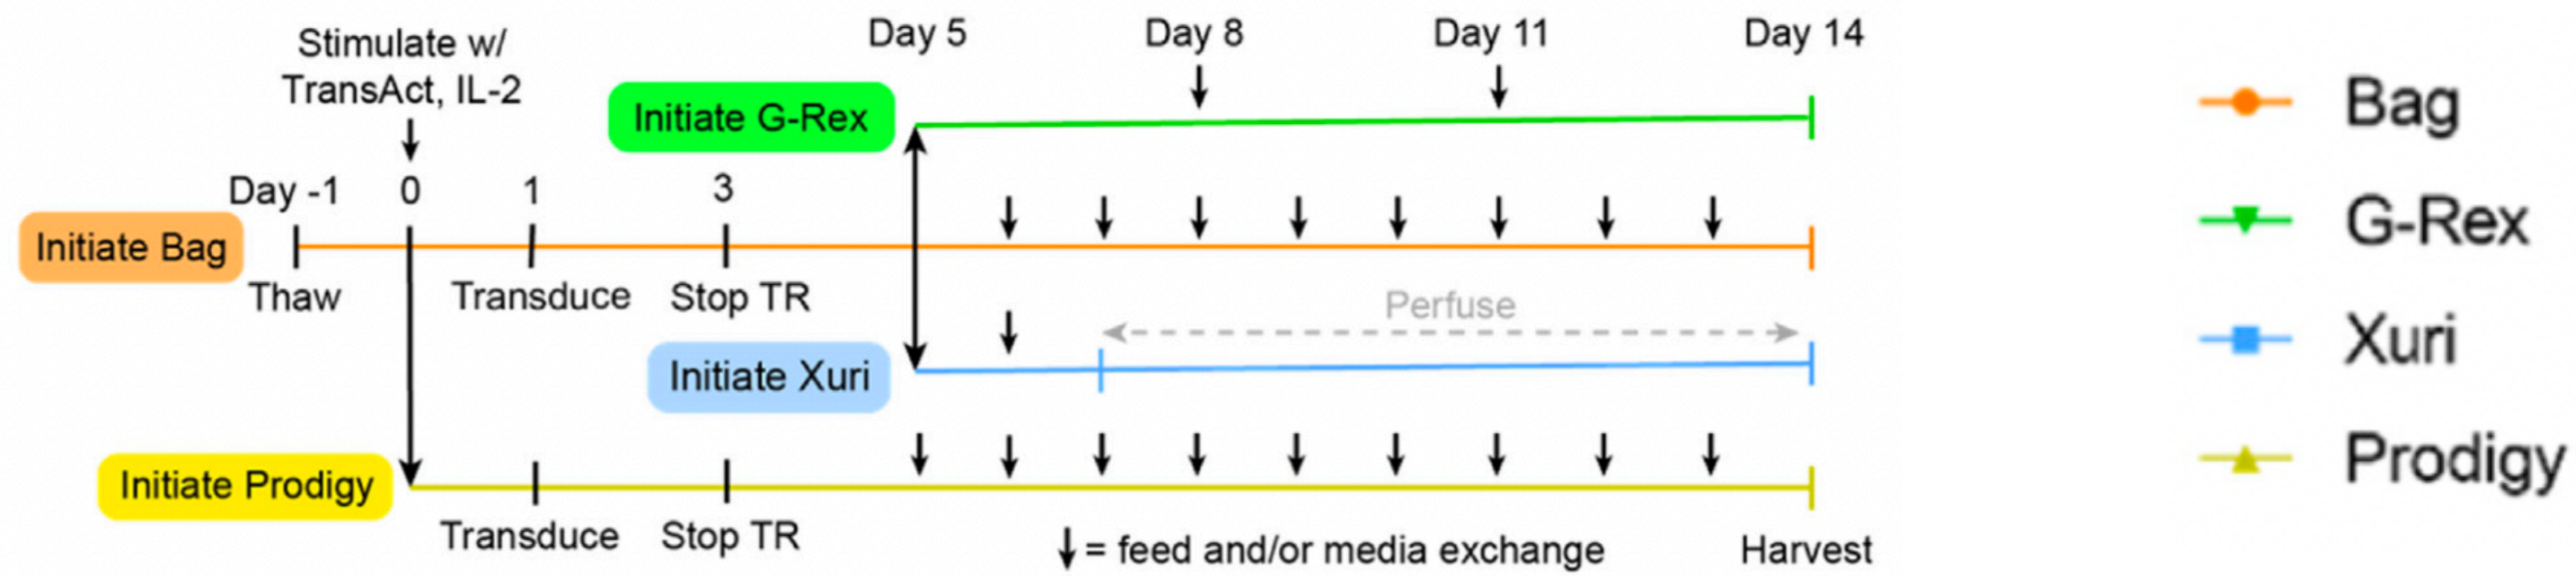 Stimulate w/
TransAct, IL-2
Day 5
Day 8
Day 11
Day 14
Initiate G-Rex
Day -1
0
1
3
Initiate Bag
Thaw
Transduce
Stop TR
Perfuse
Initiate Xuri
Initiate Prodigy
Transduce
Stop TR
= feed and/or media exchange
Harvest
Bag
G-Rex
Xuri
Prodigy